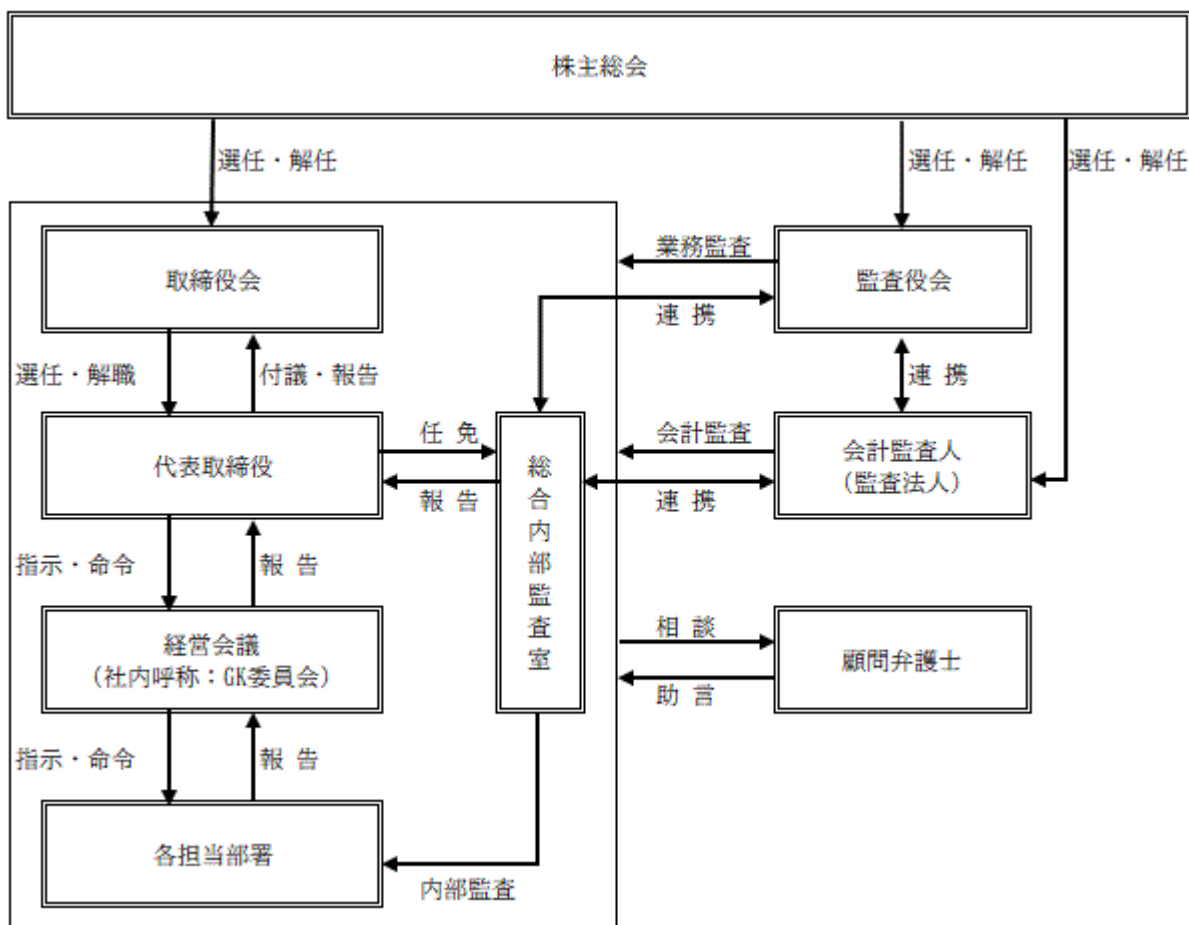 株主総会
選任・解任
選任・解任
選任・解任
取締役会
業務監査
監査役会
連 携
選任・解職
付議・報告
連 携
代表取締役
任 免
報 告
総合内部監査室
会計監査
連 携
会計監査人
（監査法人）
指示・命令
報 告
経営会議
（社内呼称：GK委員会）
相 談
助 言
顧問弁護士
指示・命令
報 告
各担当部署
内部監査